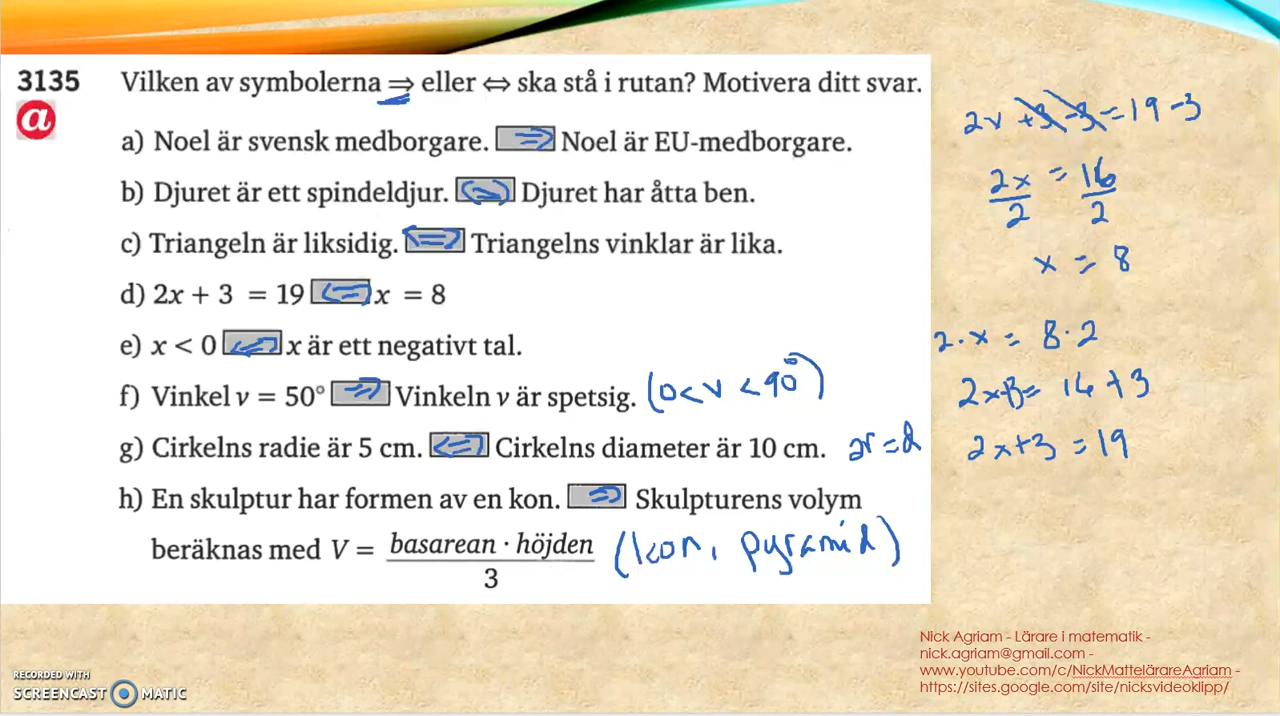 3135 Vilken av symbolerna ⇒ eller ⇔ ska stå i rutan? Motivera ditt svar.
a
a) Noel är svensk medborgare. ⇒ Noel är EU-medborgare.
b) Djuret är ett spindeldjur. Djuret har åtta ben.
c) Triangeln är liksidig. ⇔ Triangelns vinklar är lika.
d) 2x + 3 = 19 ⇔ x = 8
e) x < 0 ⇔ x är ett negativt tal.
f) Vinkel v = 50° ⇒ Vinkeln v är spetsig. (0 < v < 90°)
g) Cirkelns radie är 5 cm. ⇔ Cirkelns diameter är 10 cm. 2r = d
h) En skulptur har formen av en kon. ⇒ Skulpturens volym
beräknas med V = basarean · höjden / 3 (kon, pyramid)
2x + 3 - 3 = 19 - 3
2x/2 = 16/2
x = 8
2 · x = 8 · 2
2x + 3 = 16 + 3
2x + 3 = 19
Nick Agriam - Lärare i matematik -
nick.agriam@gmail.com -
www.youtube.com/c/NickMattelärareAgriam -
https://sites.google.com/site/nicksvideoklipp/
RECORDED WITH
SCREENCAST MATIC